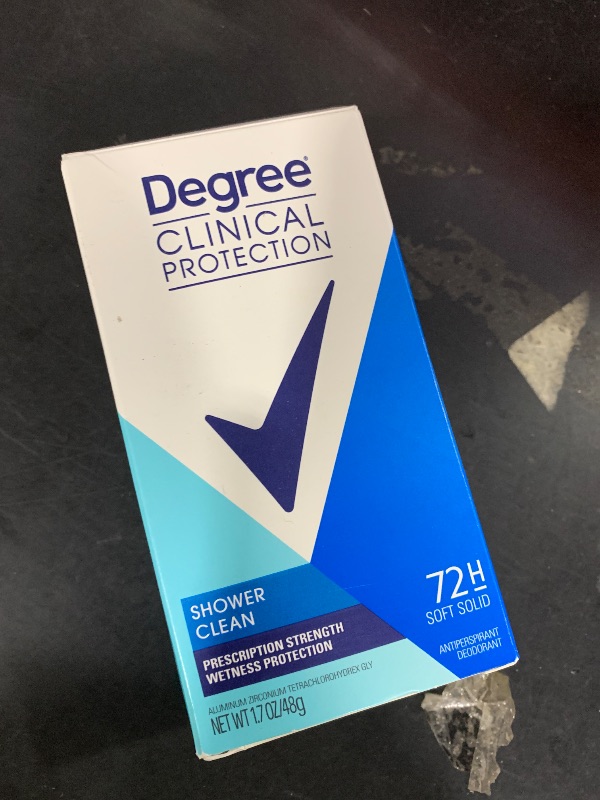 Degree®
CLINICAL
PROTECTION
72H
SOFT SOLID
SHOWER
CLEAN
PRESCRIPTION STRENGTH
WETNESS PROTECTION
ANTIPERSPIRANT
DEODORANT
ALUMINUM ZIRCONIUM TETRACHLOROHYDREX GLY
NET WT 1.7 OZ/48g